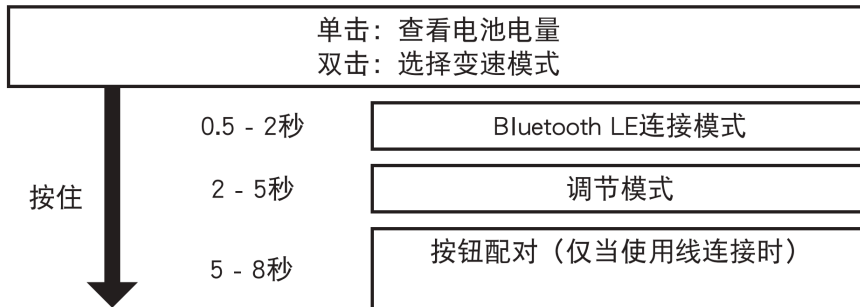 单击：查看电池电量
双击：选择变速模式
按住
0.5 - 2秒
Bluetooth LE连接模式
2 - 5秒
调节模式
5 - 8秒
按钮配对（仅当使用线连接时）